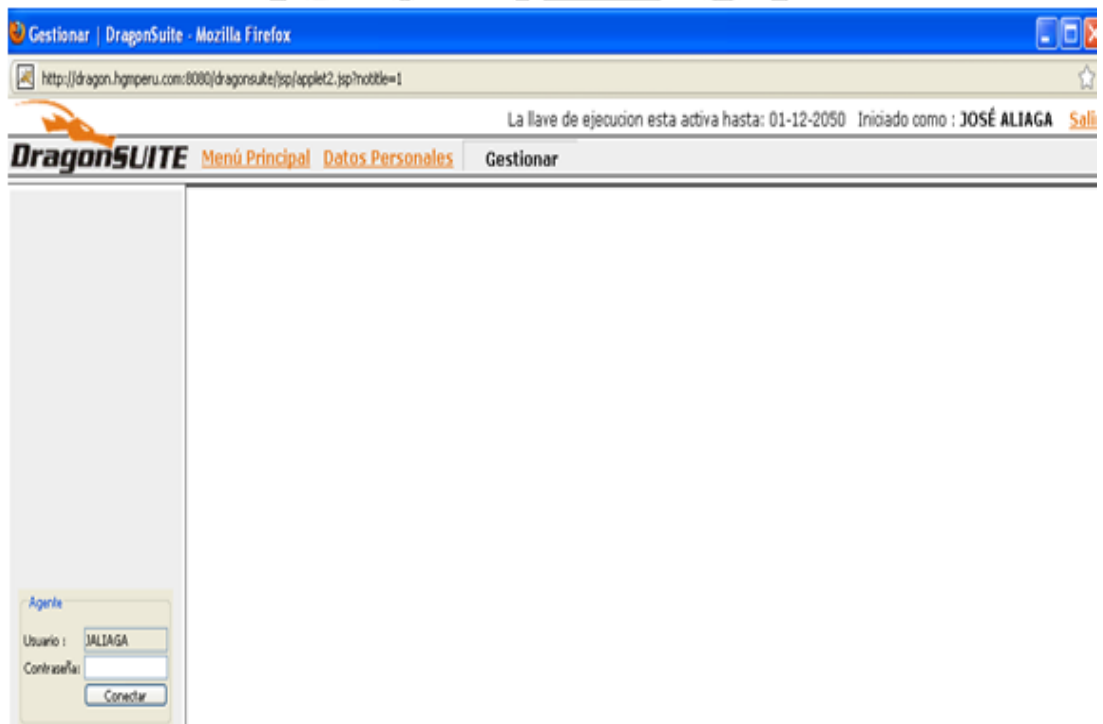 Gestionar | DragonSuite - Mozilla Firefox
http://dragon.hgmperu.com:8080/dragonsuite/jsp/applet2.jsp?notitle=1
La llave de ejecucion esta activa hasta: 01-12-2050 Iniciado como : JOSÉ ALIAGA Salir
DragonSUITE Menú Principal Datos Personales Gestionar
Agente
Usuario : JALIAGA
Contraseña:
Conectar